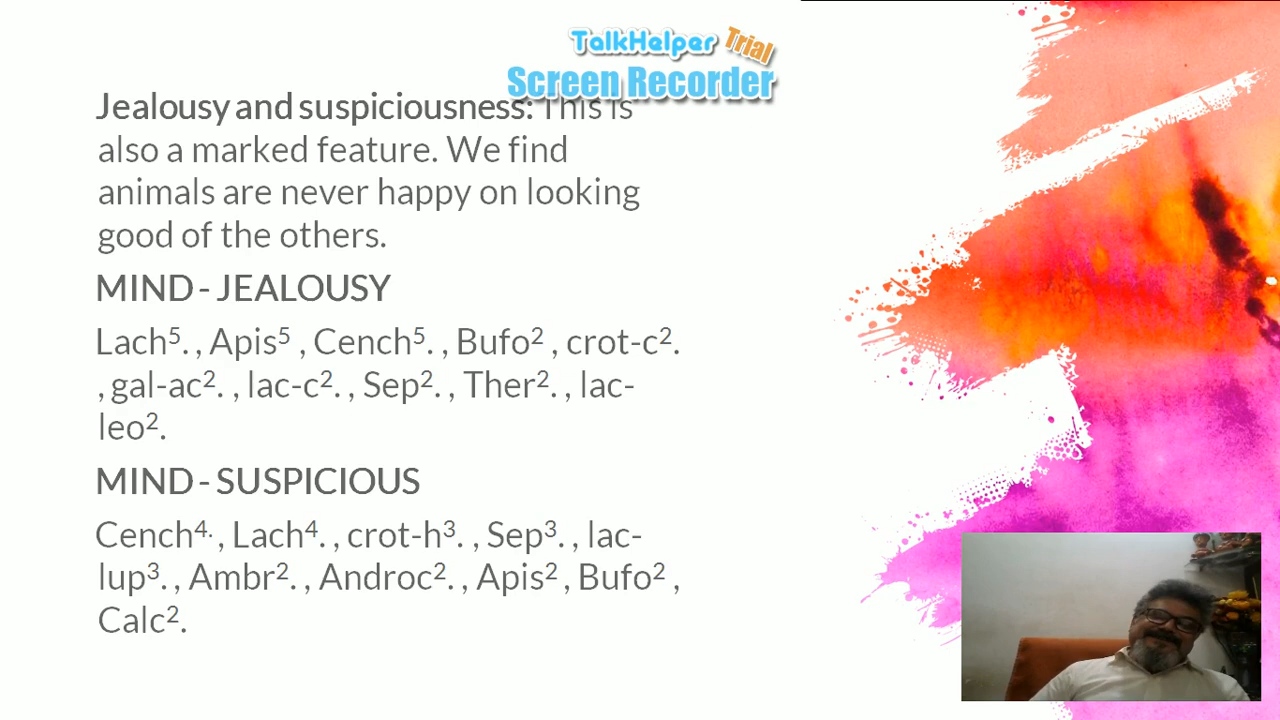 TalkHelper Trial
Screen Recorder
Jealousy and suspiciousness: This is
also a marked feature. We find
animals are never happy on looking
good of the others.
MIND - JEALOUSY
Lach⁵. , Apis⁵ , Cench⁵. , Bufo² , crot-c².
, gal-ac². , lac-c². , Sep². , Ther². , lac-
leo².
MIND - SUSPICIOUS
Cench⁴· , Lach⁴. , crot-h³. , Sep³. , lac-
lup³. , Ambr². , Androc². , Apis² , Bufo² ,
Calc².